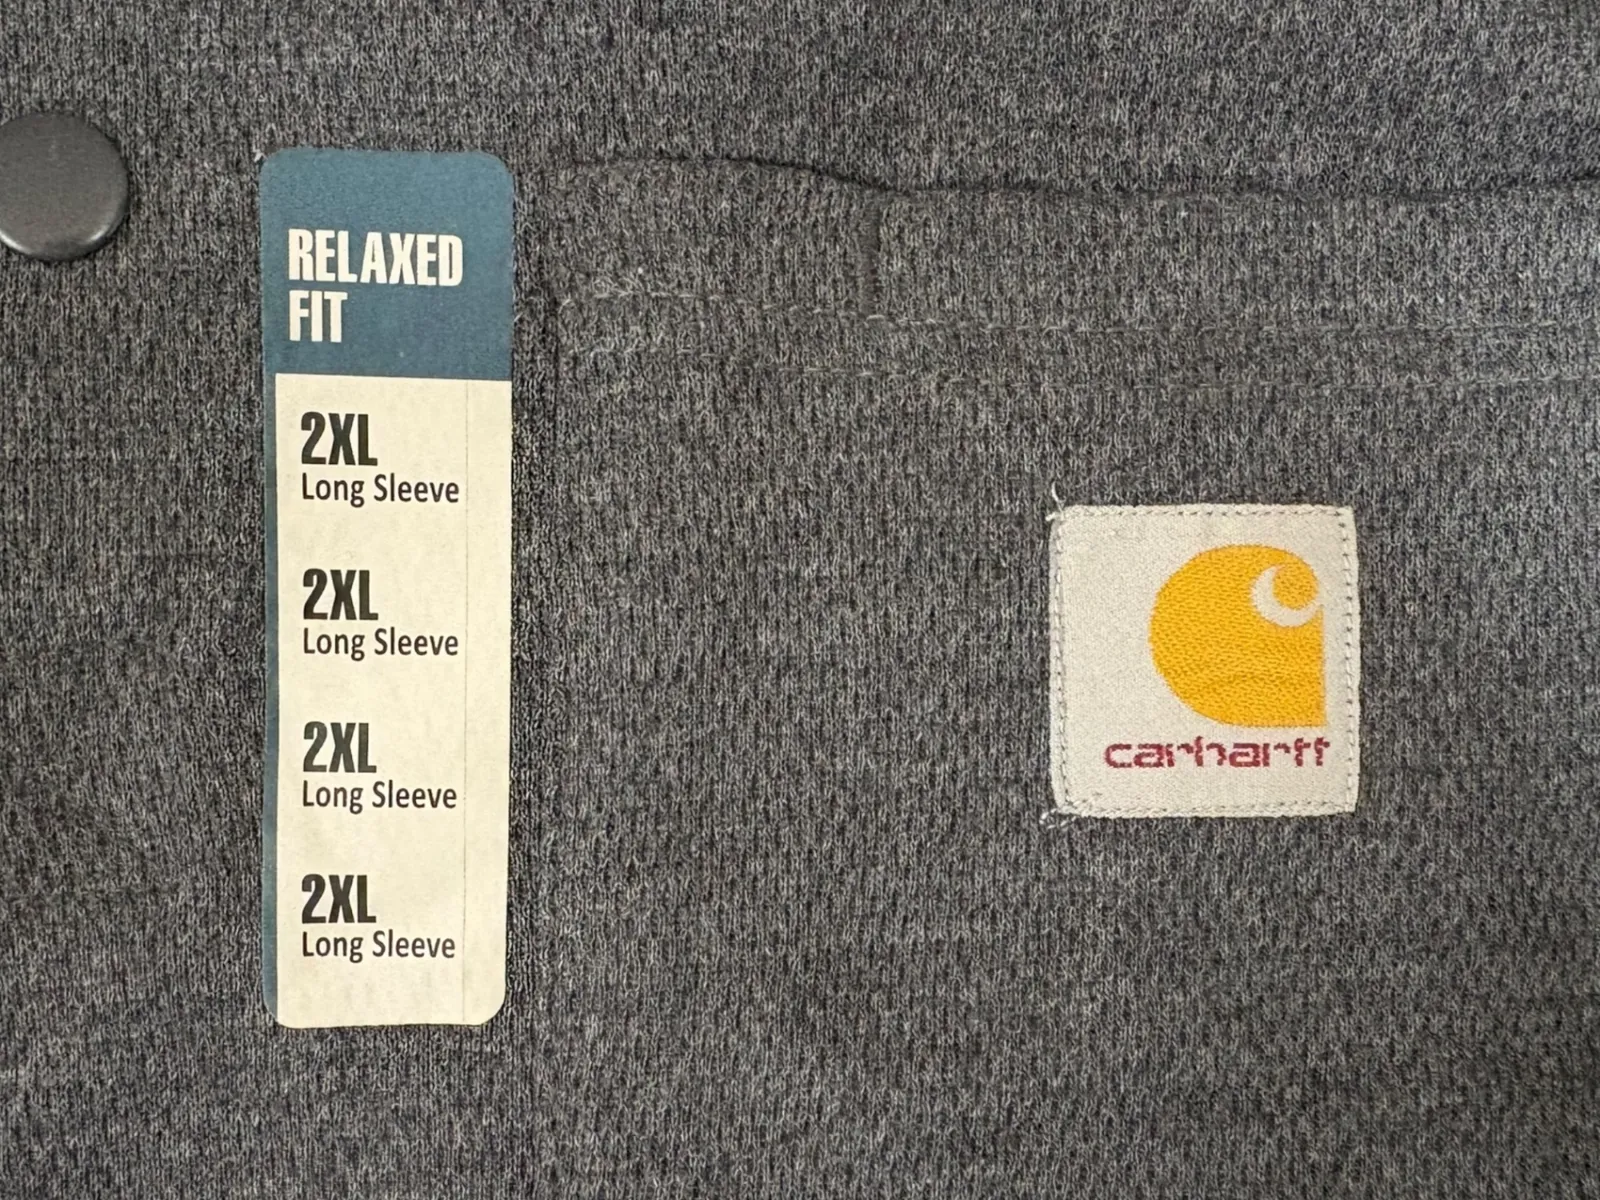 RELAXED
FIT
2XL
Long Sleeve
2XL
Long Sleeve
2XL
Long Sleeve
2XL
Long Sleeve
carhartt